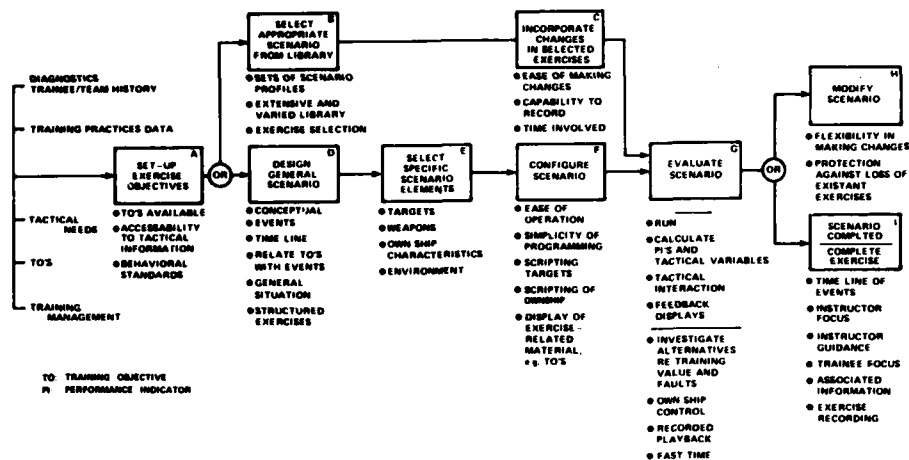 DIAGNOSTICS
TRAINEE/TEAM HISTORY
TRAINING PRACTICES DATA
TACTICAL
NEEDS
TO'S
TRAINING
MANAGEMENT
A
SET-UP
EXERCISE
OBJECTIVES
● TO'S AVAILABLE
● ACCESSABILITY
TO TACTICAL
INFORMATION
● BEHAVIORAL
STANDARDS
OR
B
SELECT
APPROPRIATE
SCENARIO
FROM LIBRARY
● SETS OF SCENARIO
PROFILES
● EXTENSIVE AND
VARIED LIBRARY
● EXERCISE SELECTION
C
INCORPORATE
CHANGES
IN SELECTED
EXERCISES
● EASE OF MAKING
CHANGES
● CAPABILITY TO
RECORD
● TIME INVOLVED
D
DESIGN
GENERAL
SCENARIO
● CONCEPTUAL
● EVENTS
● TIME LINE
● RELATE TO'S
WITH EVENTS
● GENERAL
SITUATION
● STRUCTURED
EXERCISES
E
SELECT
SPECIFIC
SCENARIO
ELEMENTS
● TARGETS
● WEAPONS
● OWN SHIP
CHARACTERISTICS
● ENVIRONMENT
F
CONFIGURE
SCENARIO
● EASE OF
OPERATION
● SIMPLICITY OF
PROGRAMMING
● SCRIPTING
TARGETS
● SCRIPTING OF
OWNSHIP
● DISPLAY OF
EXERCISE-
RELATED
MATERIAL,
e.g. TO'S
G
EVALUATE
SCENARIO
● RUN
● CALCULATE
PI'S AND
TACTICAL VARIABLES
● TACTICAL
INTERACTION
● FEEDBACK
DISPLAYS
● INVESTIGATE
ALTERNATIVES
RE TRAINING
VALUE AND
FAULTS
● OWN SHIP
CONTROL
● RECORDED
PLAYBACK
● FAST TIME
OR
H
MODIFY
SCENARIO
● FLEXIBILITY IN
MAKING CHANGES
● PROTECTION
AGAINST LOSS OF
EXISTANT
EXERCISES
I
SCENARIO
COMPLTED
COMPLETE
EXERCISE
● TIME LINE OF
EVENTS
● INSTRUCTOR
FOCUS
● INSTRUCTOR
GUIDANCE
● TRAINEE FOCUS
● ASSOCIATED
INFORMATION
● EXERCISE
RECORDING
TO: TRAINING OBJECTIVE
PI: PERFORMANCE INDICATOR